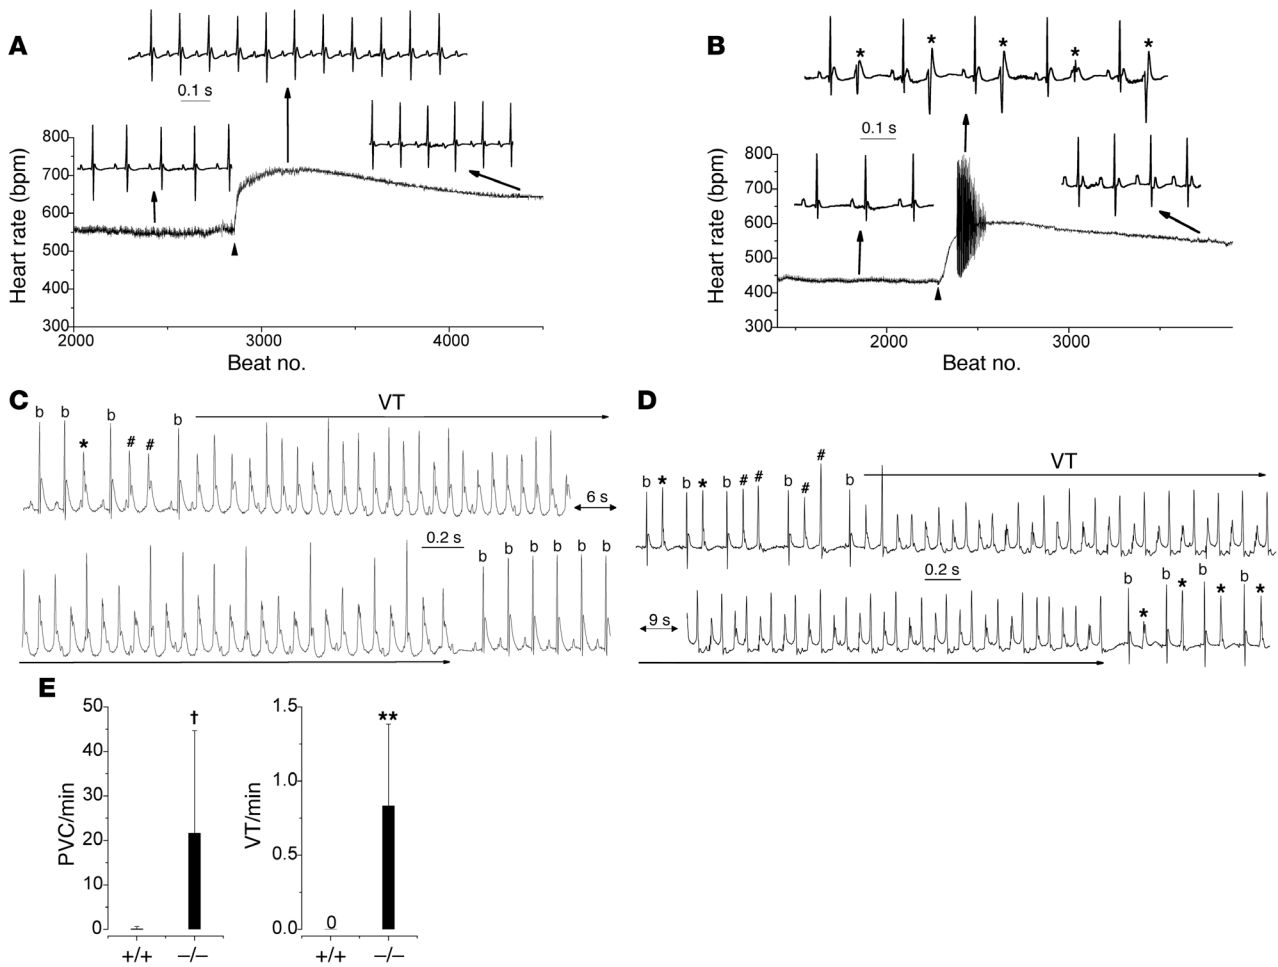 A
0.1 s
Heart rate (bpm)
800
700
600
500
400
300
2000
3000
4000
Beat no.
B
* * * * *
0.1 s
Heart rate (bpm)
800
700
600
500
400
300
2000
3000
Beat no.
C
VT
b b * b # # b
6 s
0.2 s
b b b b b b
D
VT
b * b * b # # b # # b
0.2 s
9 s
b * b * b * b *
E
PVC/min
50
40
30
20
10
0
†
+/+
–/–
VT/min
1.5
1.0
0.5
0.0
0
**
+/+
–/–